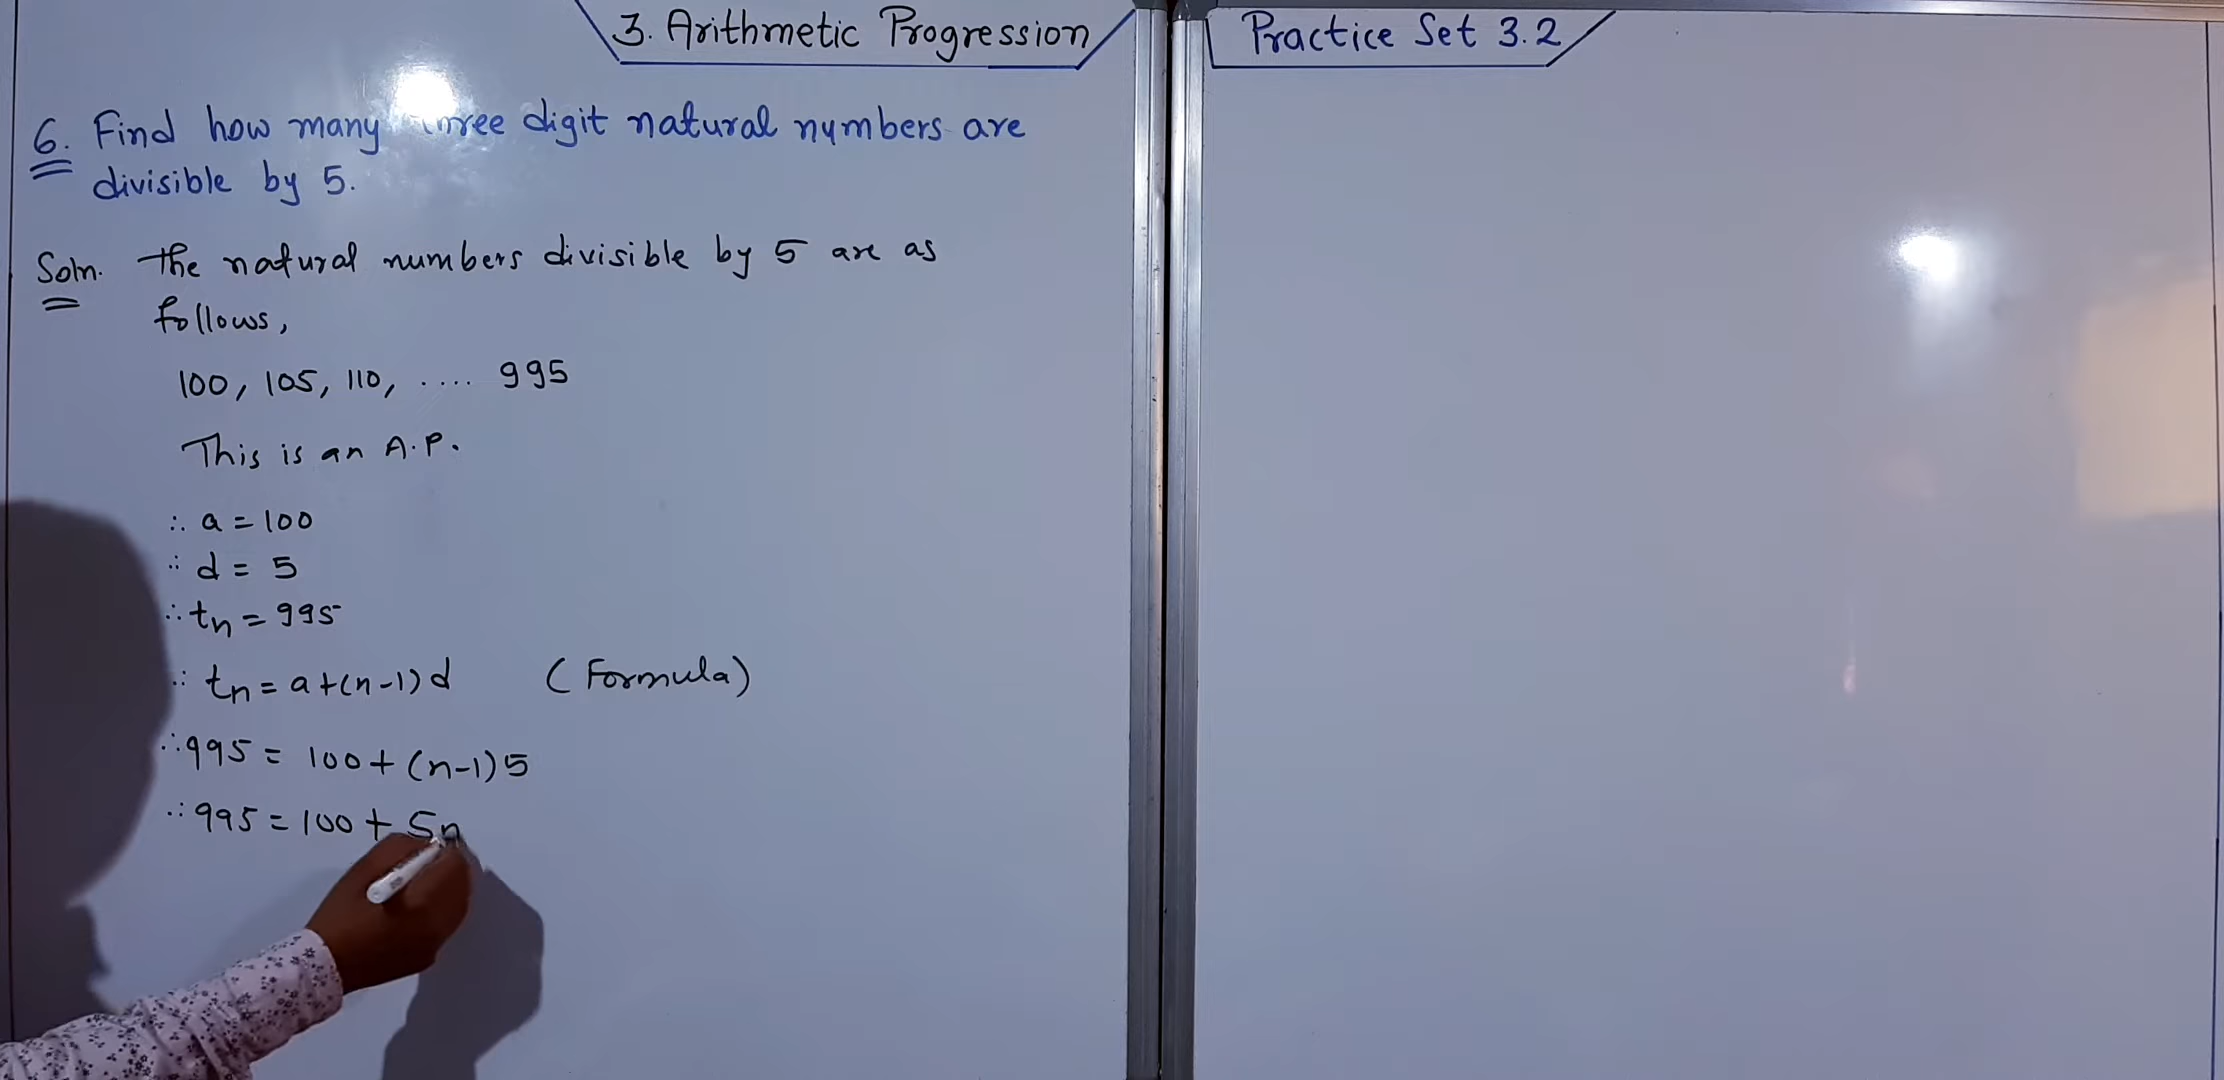 3. Arithmetic Progression
Practice Set 3.2
6. Find how many three digit natural numbers are
divisible by 5.
Soln. The natural numbers divisible by 5 are as
follows,
100, 105, 110, .... 995
This is an A.P.
∴ a = 100
∴ d = 5
∴ tn = 995
∴ tn = a+(n-1)d (Formula)
∴ 995 = 100+(n-1)5
∴ 995 = 100 + 5n